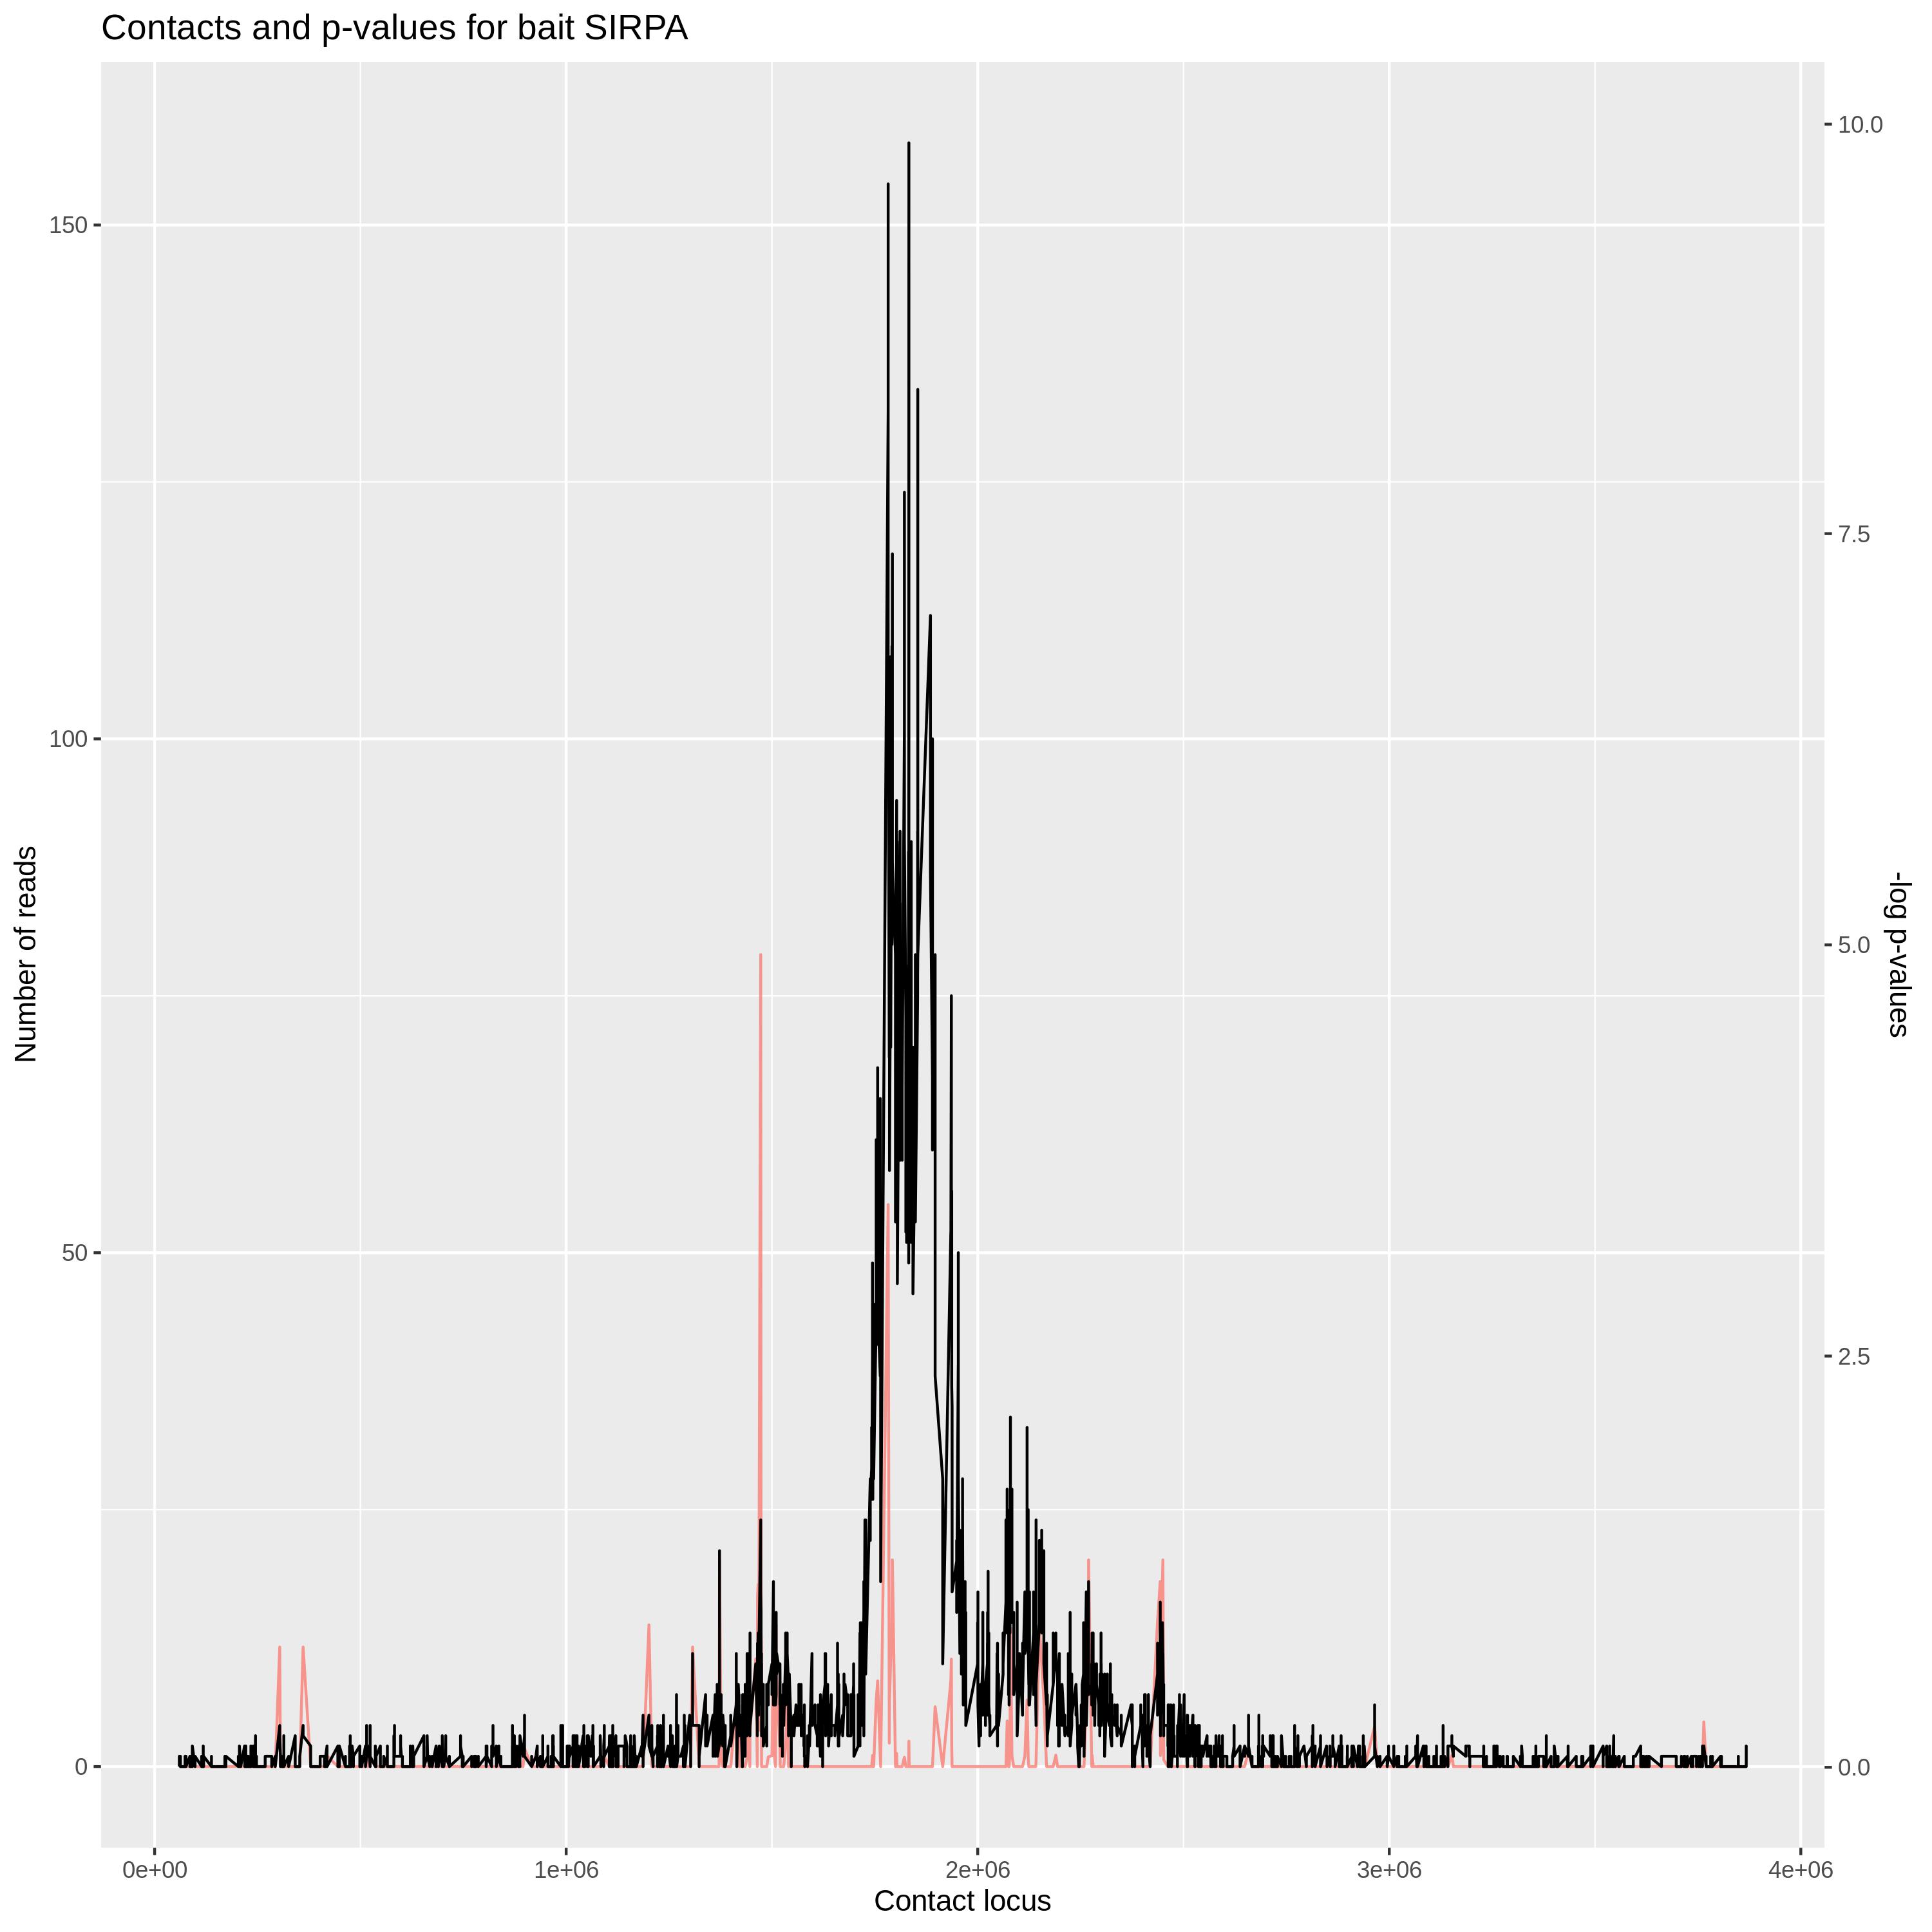 Contacts and p-values for bait SIRPA
10.0
150
7.5
100
Number of reads
-log p-values
5.0
50
2.5
0
0.0
0e+00
1e+06
2e+06
3e+06
4e+06
Contact locus